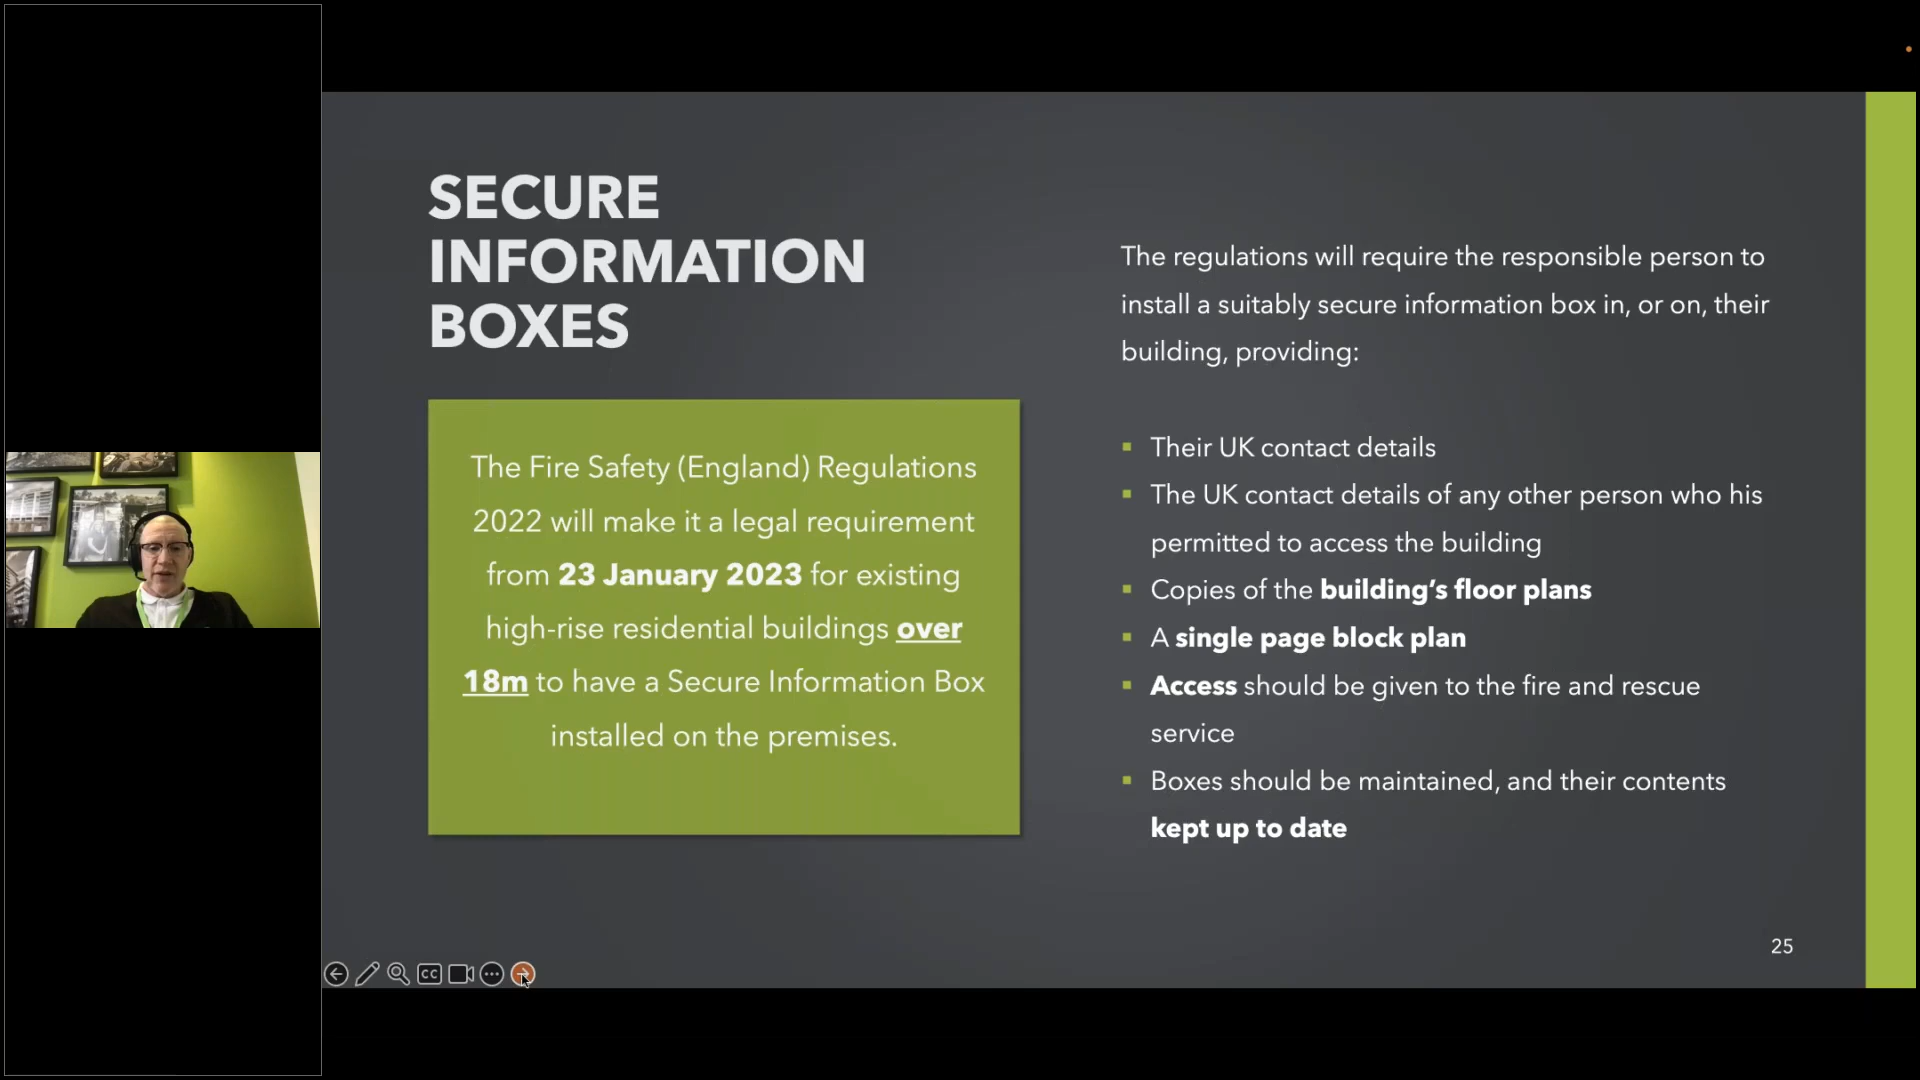 SECURE
INFORMATION
BOXES
The Fire Safety (England) Regulations
2022 will make it a legal requirement
from 23 January 2023 for existing
high-rise residential buildings over
18m to have a Secure Information Box
installed on the premises.
The regulations will require the responsible person to
install a suitably secure information box in, or on, their
building, providing:
▪ Their UK contact details
▪ The UK contact details of any other person who his
permitted to access the building
▪ Copies of the building’s floor plans
▪ A single page block plan
▪ Access should be given to the fire and rescue
service
▪ Boxes should be maintained, and their contents
kept up to date
25
CC